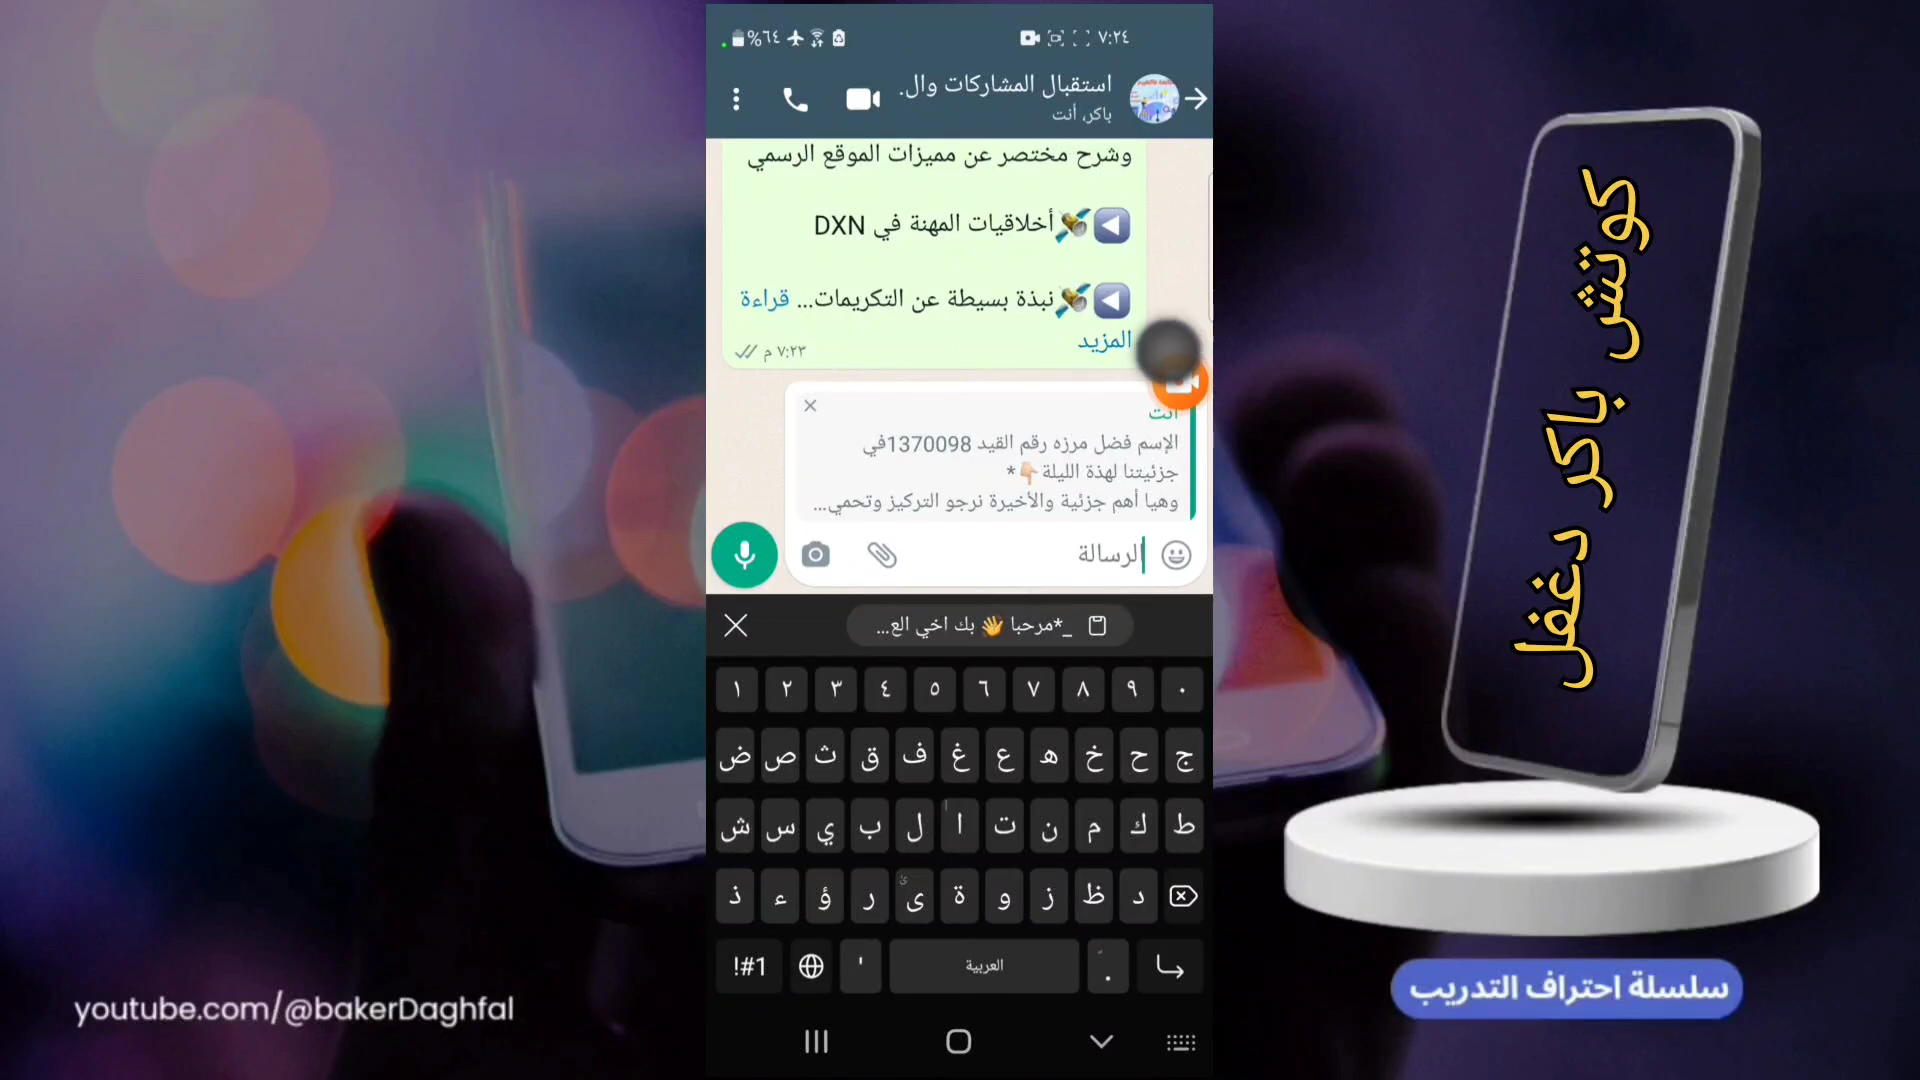 ٧:٢٤
%٦٤
استقبال المشاركات وال.
باكر، أنت
وشرح مختصر عن مميزات الموقع الرسمي
◀️🛰️أخلاقيات المهنة في DXN
◀️🛰️نبذة بسيطة عن التكريمات... قراءة
المزيد
٧:٢٣ م
أنت
الإسم فضل مرزه رقم القيد 1370098في
جزئيتنا لهذة الليلة👇🏻*
وهيا أهم جزئية والأخيرة نرجو التركيز وتحمي...
الرسالة
_*مرحبا 👋 بك اخي الع...
١ ٢ ٣ ٤ ٥ ٦ ٧ ٨ ٩ ٠
ض ص ث ق ف غ ع ه خ ح ج
ش س ي ب ل ا ت ن م ك ط
ذ ء ؤ ر ى ة و ز ظ د
!#1 ' العربية .
كوتش باكر دغفل
سلسلة احتراف التدريب
youtube.com/@bakerDaghfal